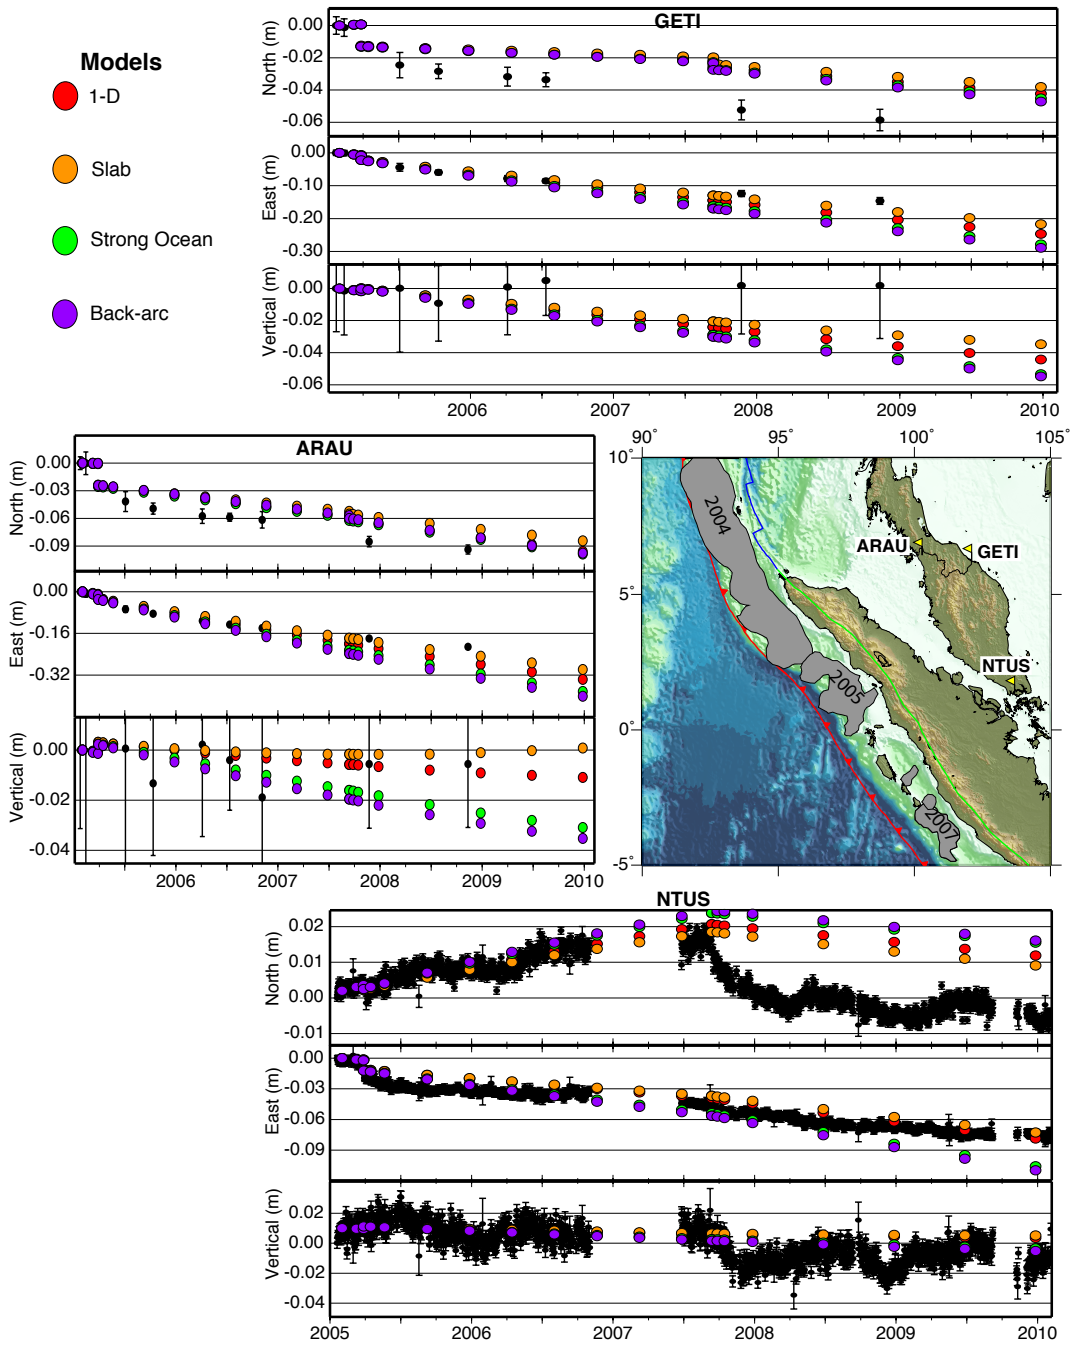 Models
1-D
Slab
Strong Ocean
Back-arc
GETI
North (m)
0.00
-0.02
-0.04
-0.06
East (m)
0.00
-0.10
-0.20
-0.30
Vertical (m)
0.00
-0.02
-0.04
-0.06
2006 2007 2008 2009 2010
ARAU
North (m)
0.00
-0.03
-0.06
-0.09
East (m)
0.00
-0.16
-0.32
Vertical (m)
0.00
-0.02
-0.04
2006 2007 2008 2009 2010
90° 95° 100° 105°
10°
5°
0°
-5°
2004
2005
2007
ARAU
GETI
NTUS
NTUS
North (m)
0.02
0.01
0.00
-0.01
East (m)
0.00
-0.03
-0.06
-0.09
Vertical (m)
0.02
0.00
-0.02
-0.04
2005 2006 2007 2008 2009 2010